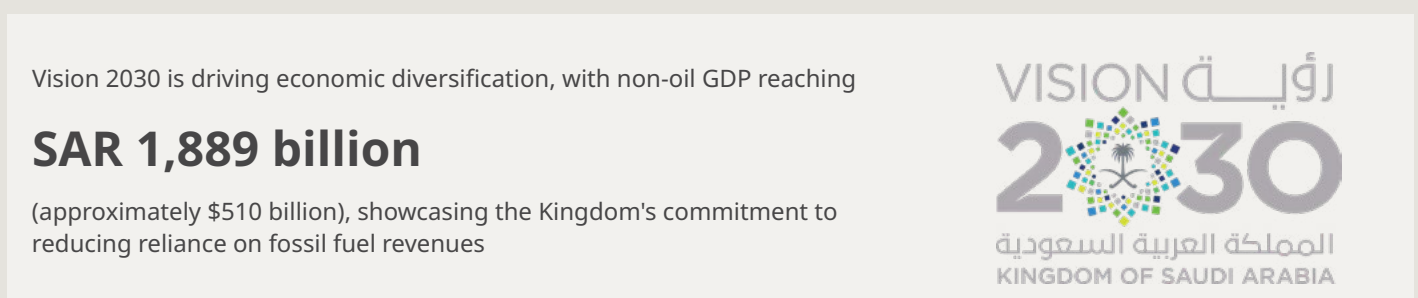 Vision 2030 is driving economic diversification, with non-oil GDP reaching
SAR 1,889 billion
(approximately $510 billion), showcasing the Kingdom's commitment to
reducing reliance on fossil fuel revenues
VISION رؤيـــة
2030
المملكة العربية السعودية
KINGDOM OF SAUDI ARABIA